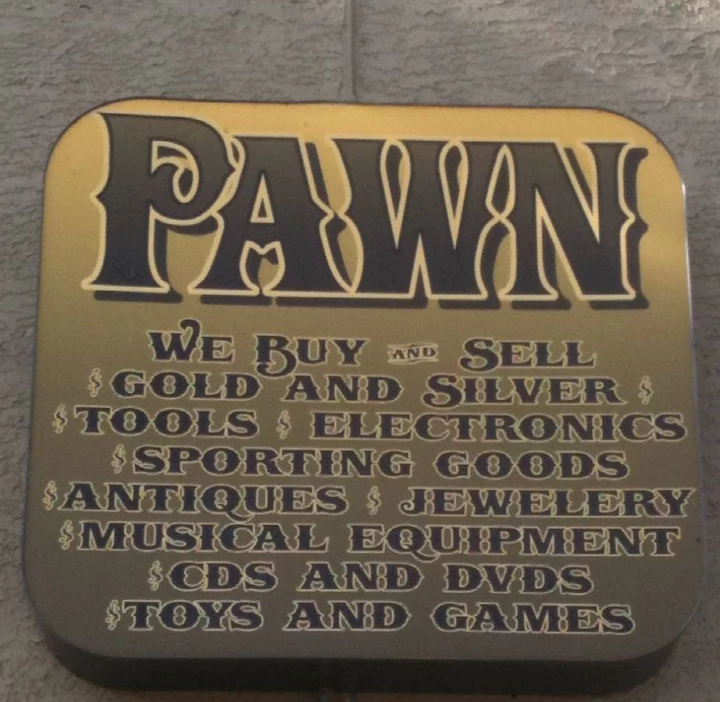 PAWN
WE BUY AND SELL
$ GOLD AND SILVER $
$ TOOLS $ ELECTRONICS
$ SPORTING GOODS
$ ANTIQUES $ JEWELERY
$ MUSICAL EQUIPMENT
$ CDS AND DVDS
$ TOYS AND GAMES